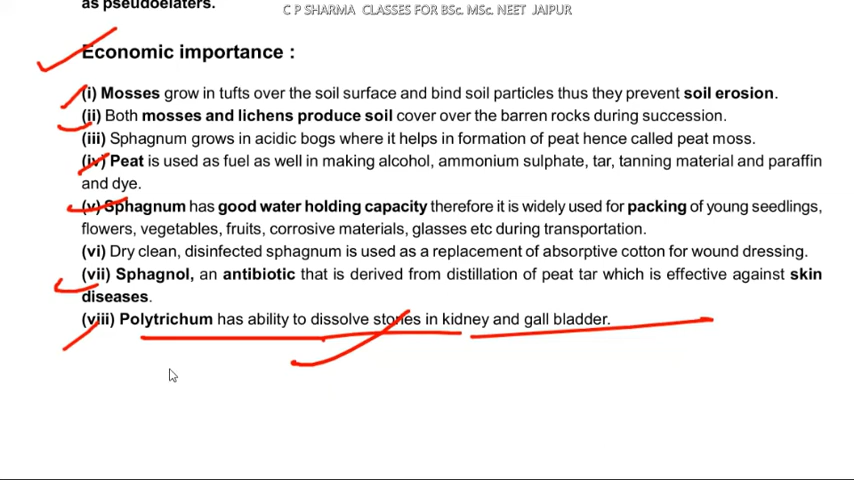 as pseudoelaters.
C P SHARMA CLASSES FOR BSc. MSc. NEET JAIPUR
Economic importance :
(i) Mosses grow in tufts over the soil surface and bind soil particles thus they prevent soil erosion.
(ii) Both mosses and lichens produce soil cover over the barren rocks during succession.
(iii) Sphagnum grows in acidic bogs where it helps in formation of peat hence called peat moss.
(iv) Peat is used as fuel as well in making alcohol, ammonium sulphate, tar, tanning material and paraffin
and dye.
(v) Sphagnum has good water holding capacity therefore it is widely used for packing of young seedlings,
flowers, vegetables, fruits, corrosive materials, glasses etc during transportation.
(vi) Dry clean, disinfected sphagnum is used as a replacement of absorptive cotton for wound dressing.
(vii) Sphagnol, an antibiotic that is derived from distillation of peat tar which is effective against skin
diseases.
(viii) Polytrichum has ability to dissolve stones in kidney and gall bladder.